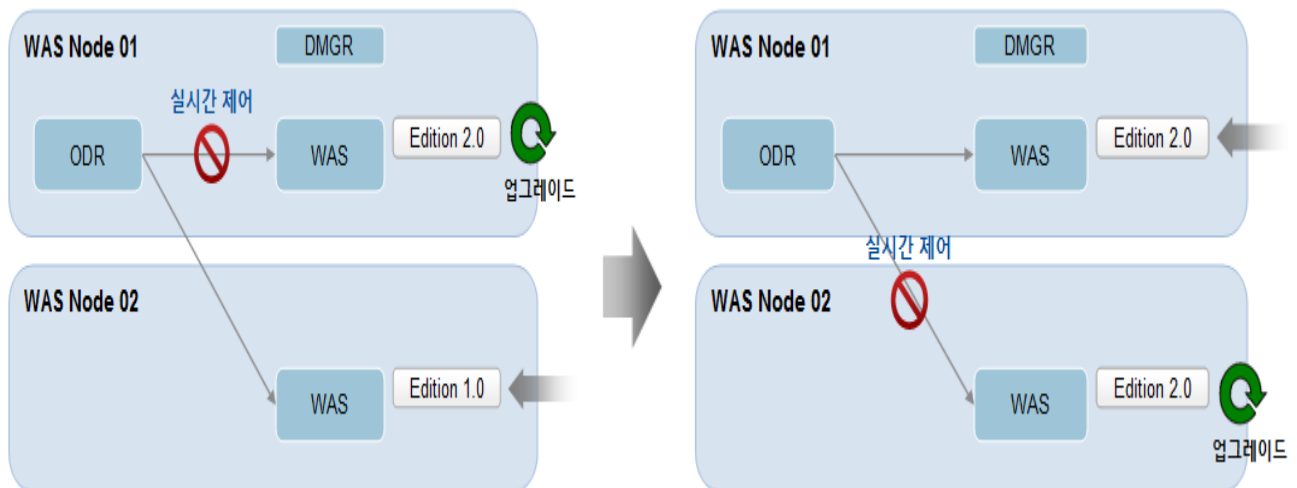 WAS Node 01
DMGR
실시간 제어
ODR
WAS
Edition 2.0
업그레이드
WAS Node 02
WAS
Edition 1.0
WAS Node 01
DMGR
ODR
WAS
Edition 2.0
실시간 제어
WAS Node 02
WAS
Edition 2.0
업그레이드